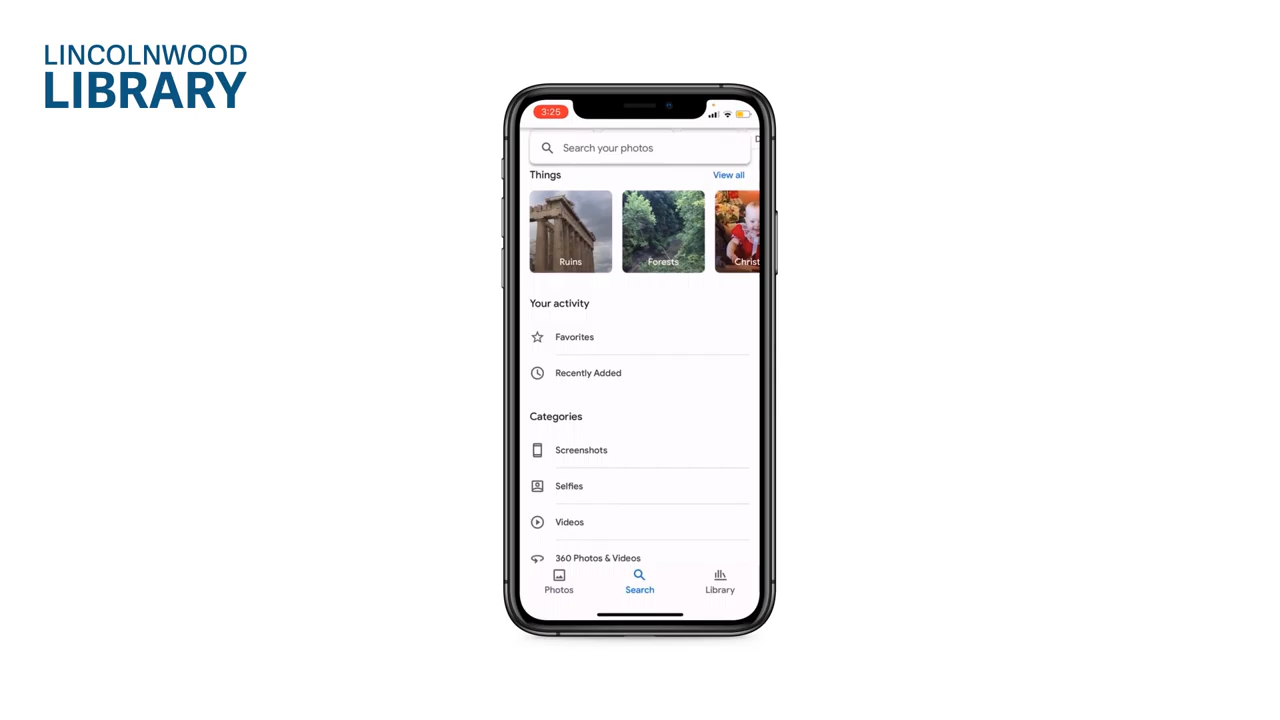 LINCOLNWOOD
LIBRARY
3:25
Search your photos
Things
View all
Ruins
Forests
Christ
Your activity
Favorites
Recently Added
Categories
Screenshots
Selfies
Videos
360 Photos & Videos
Photos
Search
Library